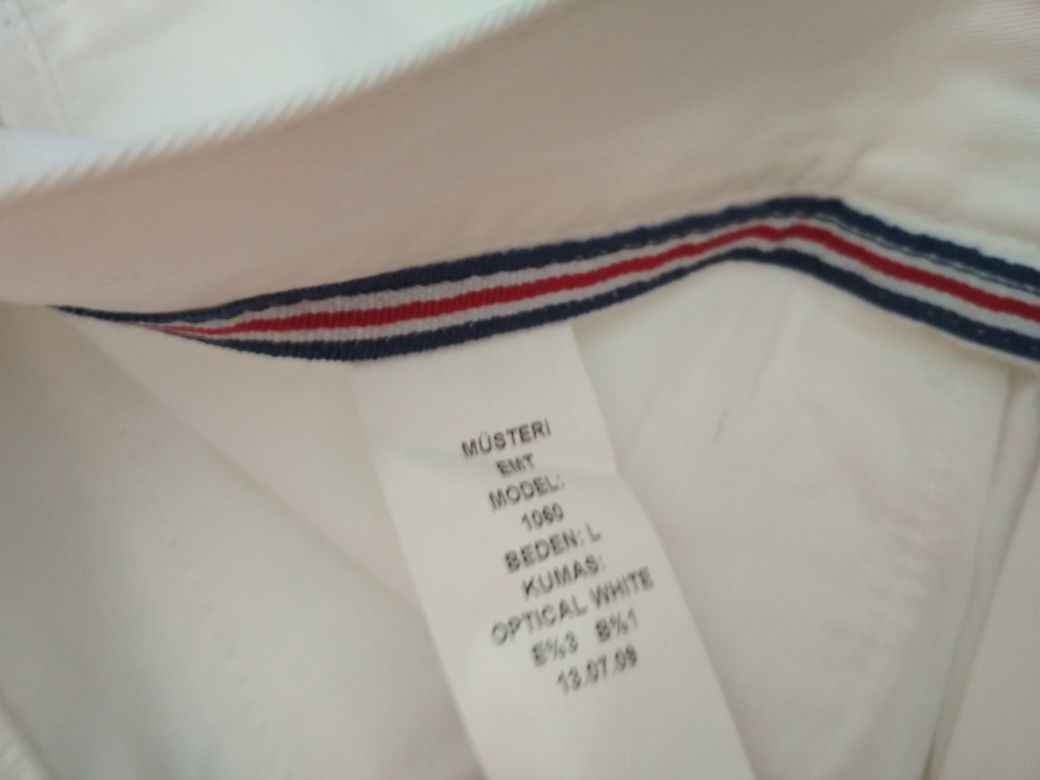 MÜSTERI
EMT
MODEL:
1060
BEDEN: L
KUMAS:
OPTICAL WHITE
E%3 B%1
13.07.09